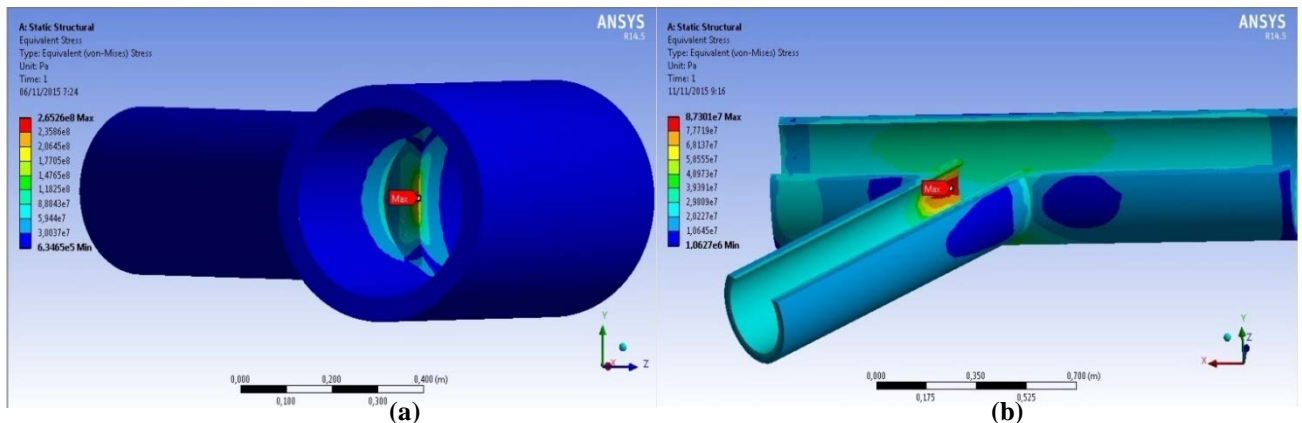 A: Static Structural
Equivalent Stress
Type: Equivalent (von-Mises) Stress
Unit: Pa
Time: 1
06/11/2015 7:24
ANSYS
R14.5
2,6526e8 Max
2,3586e8
2,0645e8
1,7705e8
1,4765e8
1,1825e8
8,8843e7
5,944e7
3,0037e7
6,3465e5 Min
Max
Y
X
Z
0,000
0,200
0,400 (m)
0,100
0,300
(a)
A: Static Structural
Equivalent Stress
Type: Equivalent (von-Mises) Stress
Unit: Pa
Time: 1
11/11/2015 9:16
ANSYS
R14.5
8,7301e7 Max
7,7719e7
6,8137e7
5,8555e7
4,8973e7
3,9391e7
2,9809e7
2,0227e7
1,0645e7
1,0627e6 Min
Max
Y
Z
X
0,000
0,350
0,700 (m)
0,175
0,525
(b)